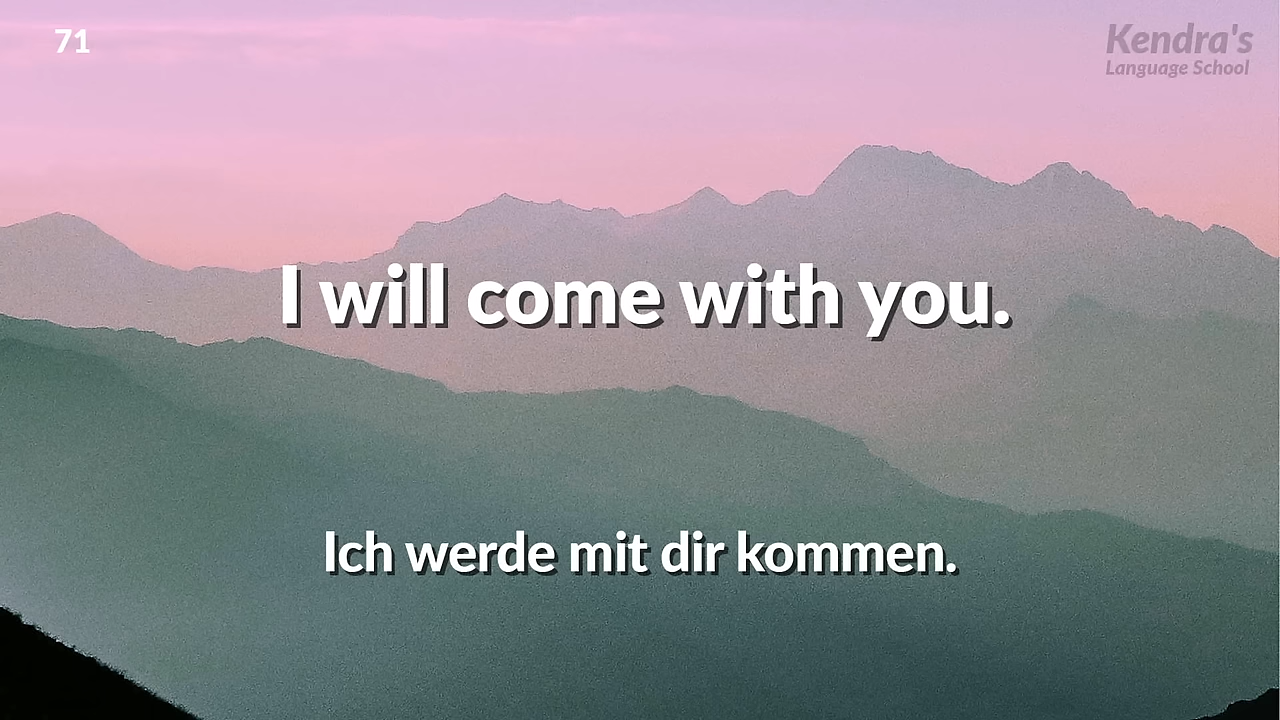 71
Kendra's
Language School
I will come with you.
Ich werde mit dir kommen.